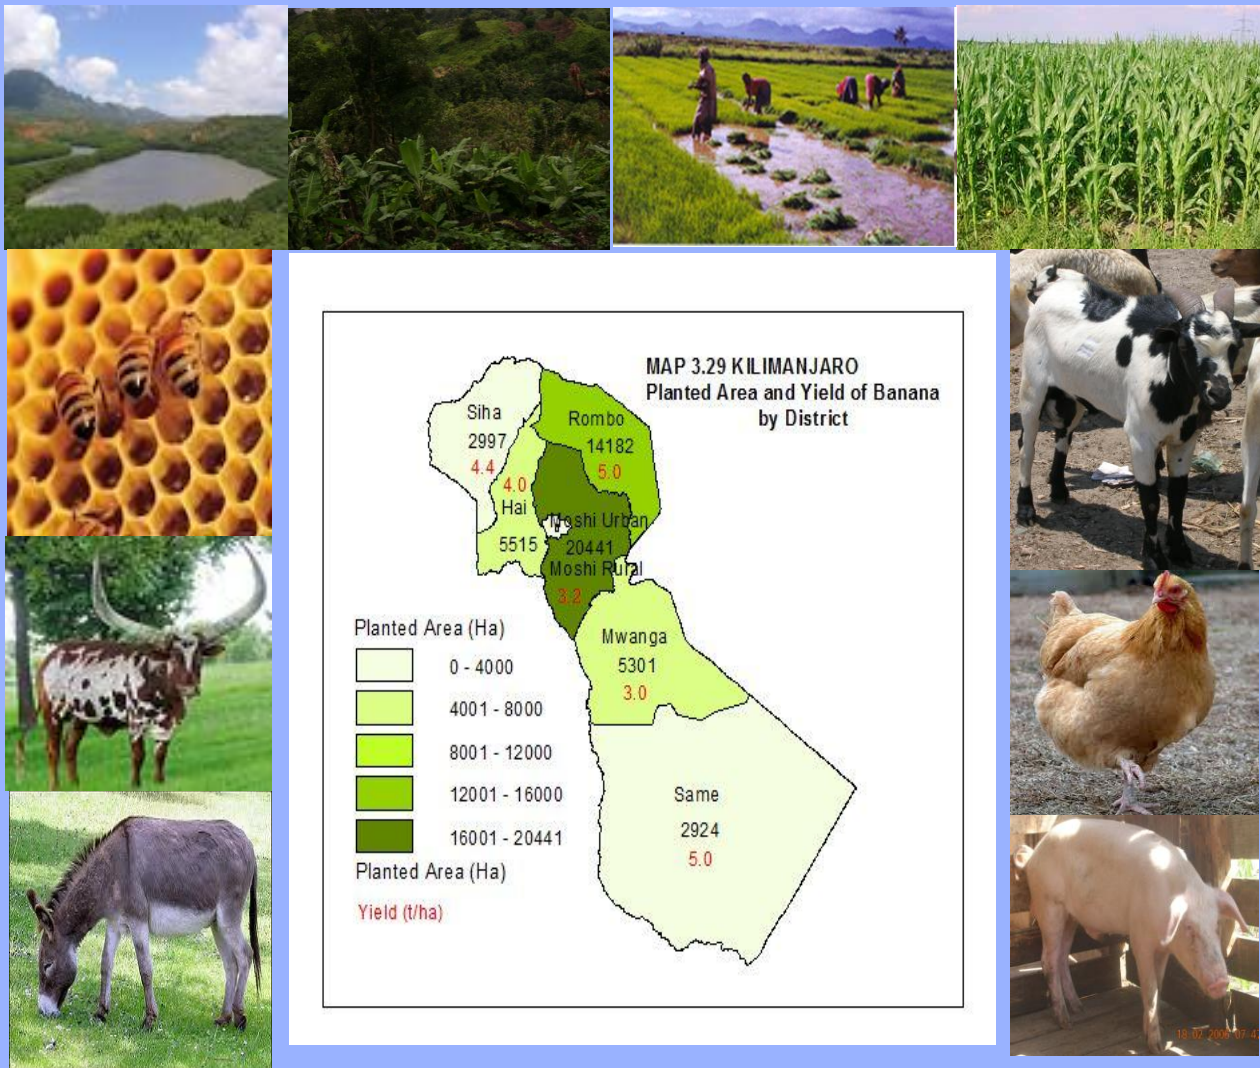 MAP 3.29 KILIMANJARO
Planted Area and Yield of Banana
by District
Siha
2997
4.4
Rombo
14182
5.0
4.0
Hai
5515
Moshi Urban
20441
Moshi Rural
3.2
Mwanga
5301
3.0
Same
2924
5.0
Planted Area (Ha)
0 - 4000
4001 - 8000
8001 - 12000
12001 - 16000
16001 - 20441
Planted Area (Ha)
Yield (t/ha)